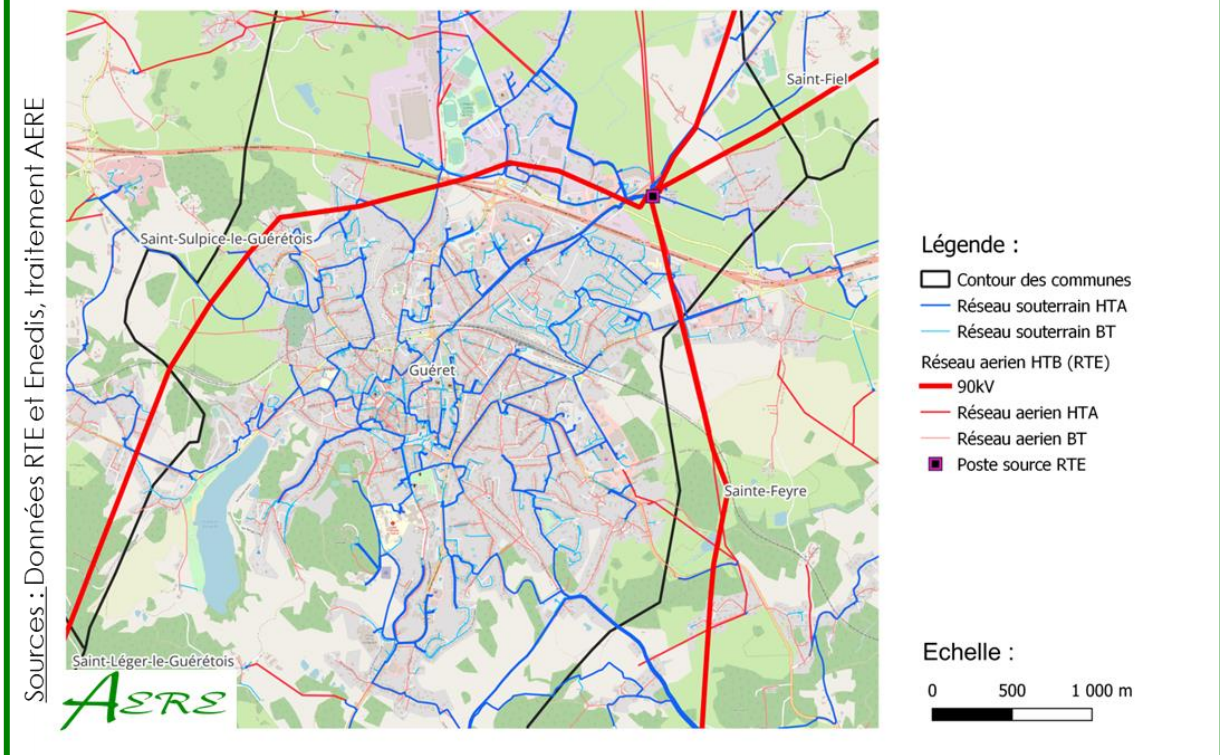 Sources : Données RTE et Enedis, traitement AERE
Saint-Fiel
Saint-Sulpice-le-Guérétois
Guéret
Sainte-Feyre
Saint-Léger-le-Guérétois
AERE
Légende :
Contour des communes
Réseau souterrain HTA
Réseau souterrain BT
Réseau aerien HTB (RTE)
90kV
Réseau aerien HTA
Réseau aerien BT
Poste source RTE
Echelle :
0 500 1 000 m